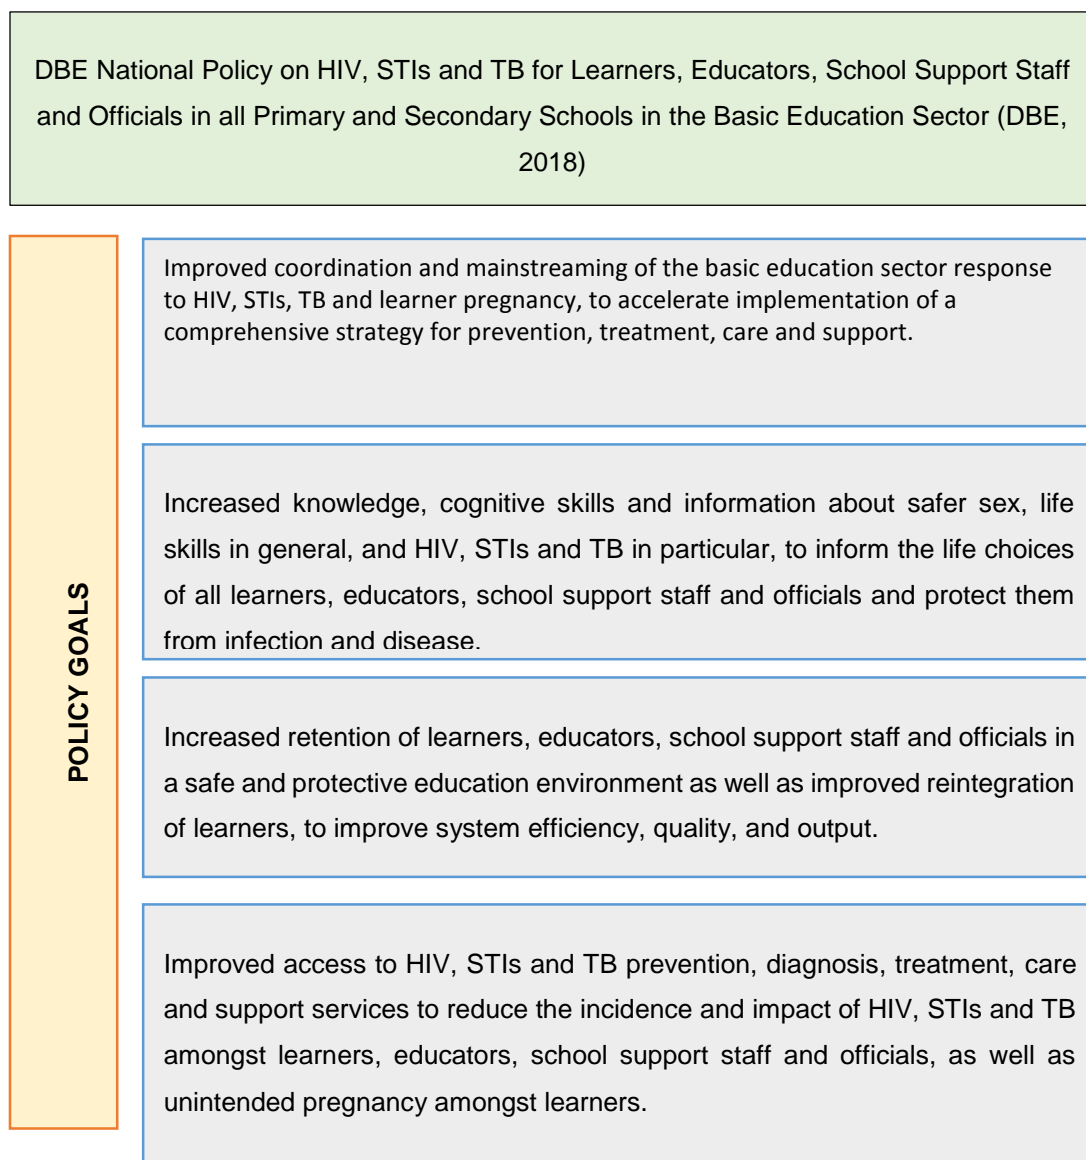 DBE National Policy on HIV, STIs and TB for Learners, Educators, School Support Staff
and Officials in all Primary and Secondary Schools in the Basic Education Sector (DBE,
2018)
POLICY GOALS
Improved coordination and mainstreaming of the basic education sector response
to HIV, STIs, TB and learner pregnancy, to accelerate implementation of a
comprehensive strategy for prevention, treatment, care and support.
Increased knowledge, cognitive skills and information about safer sex, life
skills in general, and HIV, STIs and TB in particular, to inform the life choices
of all learners, educators, school support staff and officials and protect them
from infection and disease.
Increased retention of learners, educators, school support staff and officials in
a safe and protective education environment as well as improved reintegration
of learners, to improve system efficiency, quality, and output.
Improved access to HIV, STIs and TB prevention, diagnosis, treatment, care
and support services to reduce the incidence and impact of HIV, STIs and TB
amongst learners, educators, school support staff and officials, as well as
unintended pregnancy amongst learners.